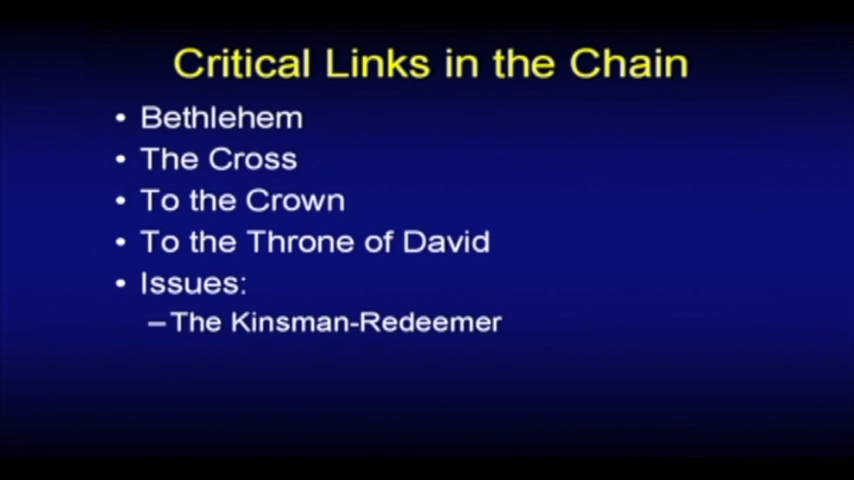 Critical Links in the Chain
• Bethlehem
• The Cross
• To the Crown
• To the Throne of David
• Issues:
–The Kinsman-Redeemer